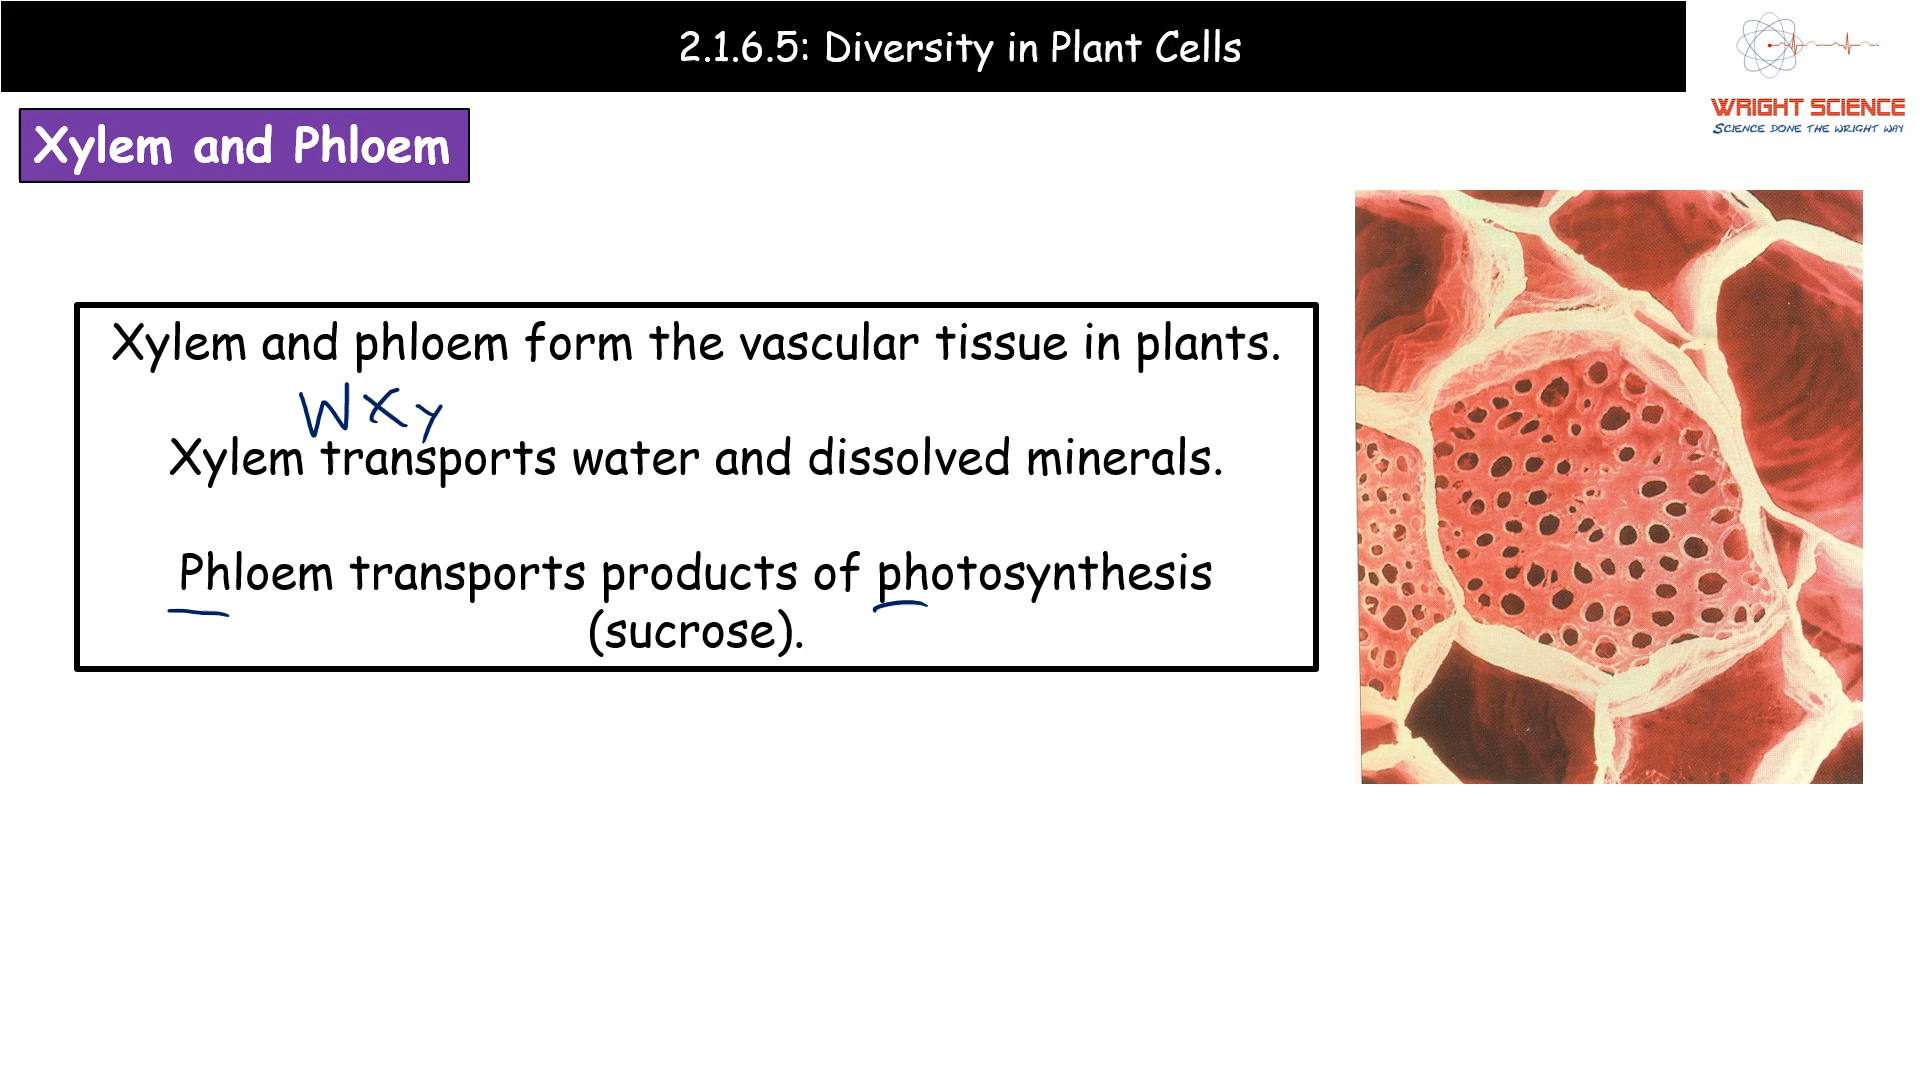 2.1.6.5: Diversity in Plant Cells
WRIGHT SCIENCE
SCIENCE DONE THE WRIGHT WAY
Xylem and Phloem
Xylem and phloem form the vascular tissue in plants.
W X y
Xylem transports water and dissolved minerals.
Phloem transports products of photosynthesis
(sucrose).